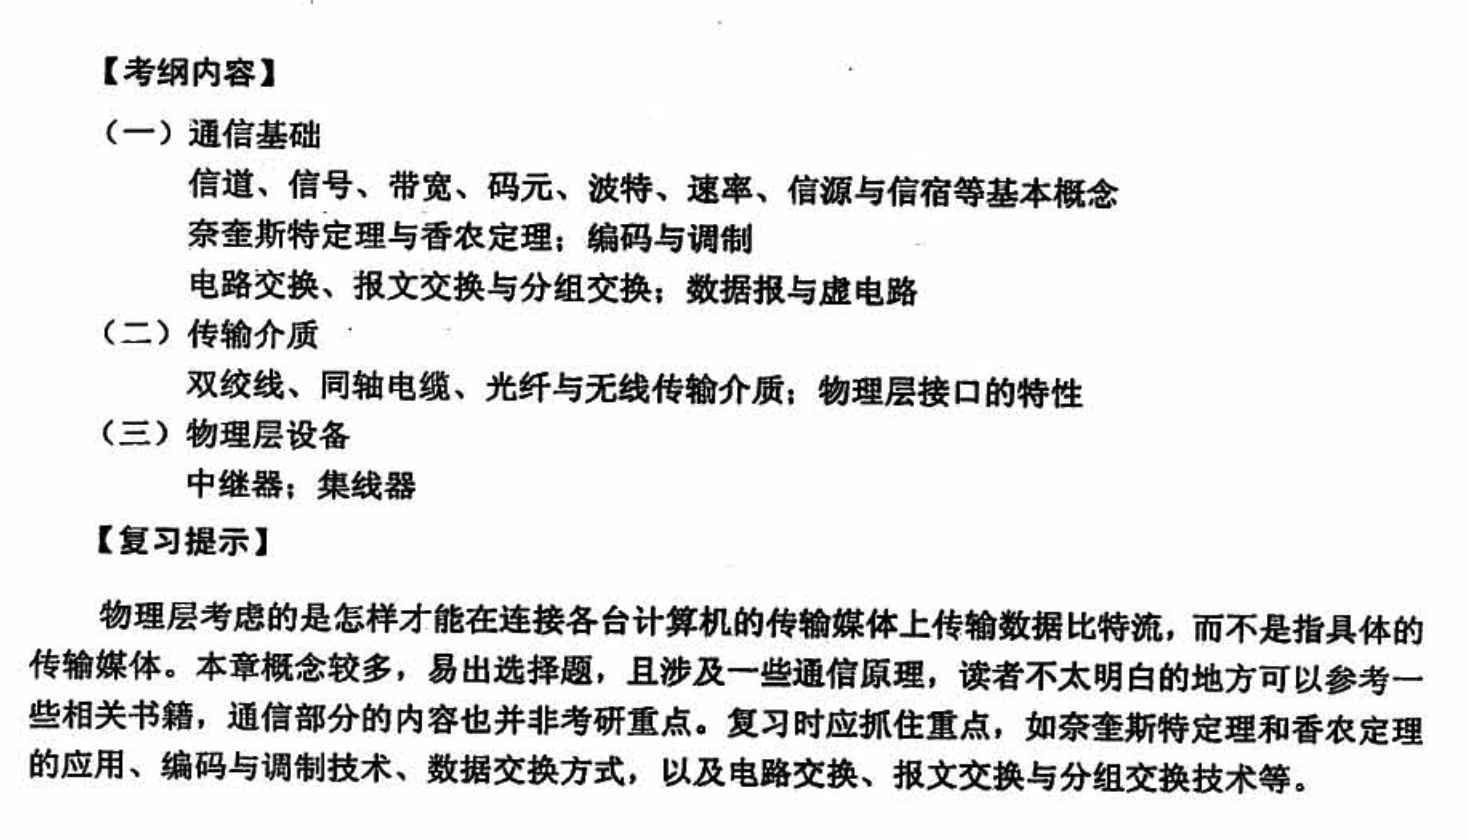 【考纲内容】
（一）通信基础
信道、信号、带宽、码元、波特、速率、信源与信宿等基本概念
奈奎斯特定理与香农定理；编码与调制
电路交换、报文交换与分组交换；数据报与虚电路
（二）传输介质
双绞线、同轴电缆、光纤与无线传输介质；物理层接口的特性
（三）物理层设备
中继器；集线器
【复习提示】
物理层考虑的是怎样才能在连接各台计算机的传输媒体上传输数据比特流，而不是指具体的
传输媒体。本章概念较多，易出选择题，且涉及一些通信原理，读者不太明白的地方可以参考一
些相关书籍，通信部分的内容也并非考研重点。复习时应抓住重点，如奈奎斯特定理和香农定理
的应用、编码与调制技术、数据交换方式，以及电路交换、报文交换与分组交换技术等。